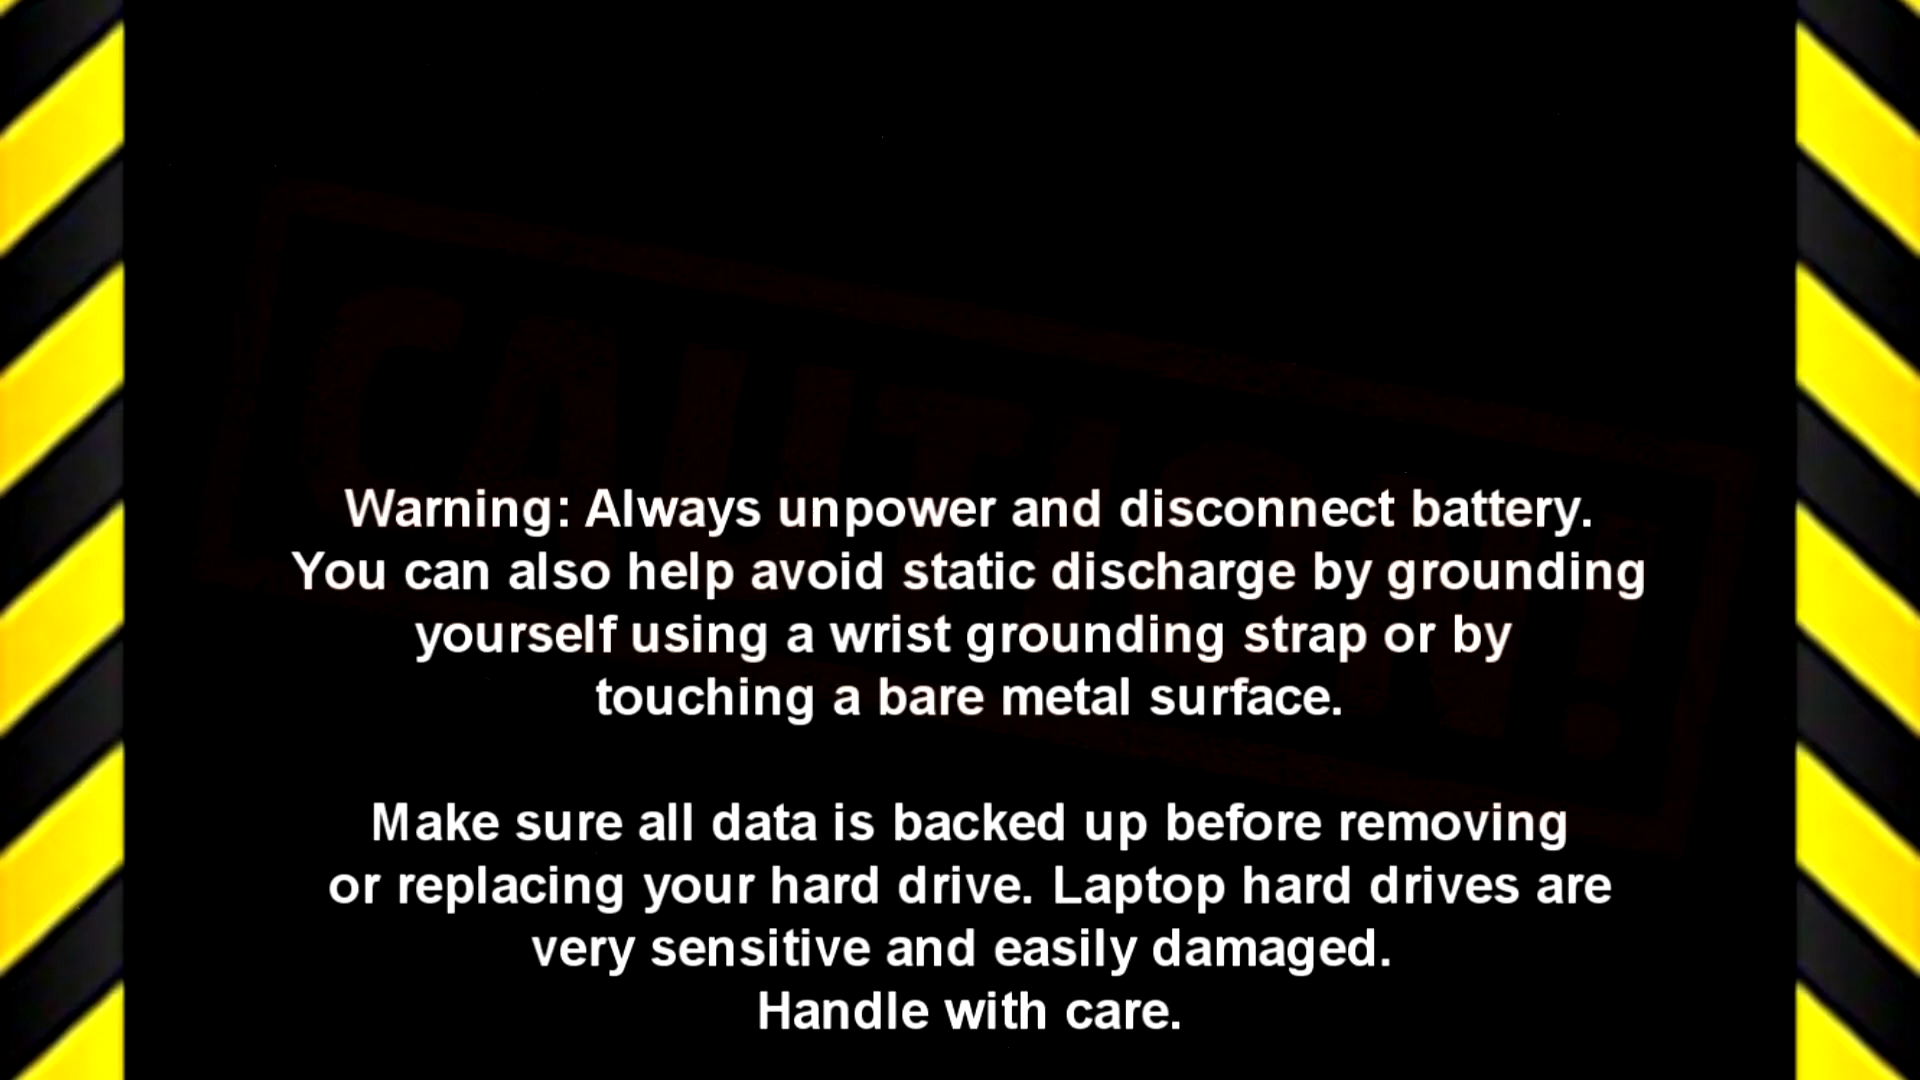 CAUTION!
Warning: Always unpower and disconnect battery.
You can also help avoid static discharge by grounding
yourself using a wrist grounding strap or by
touching a bare metal surface.
Make sure all data is backed up before removing
or replacing your hard drive. Laptop hard drives are
very sensitive and easily damaged.
Handle with care.